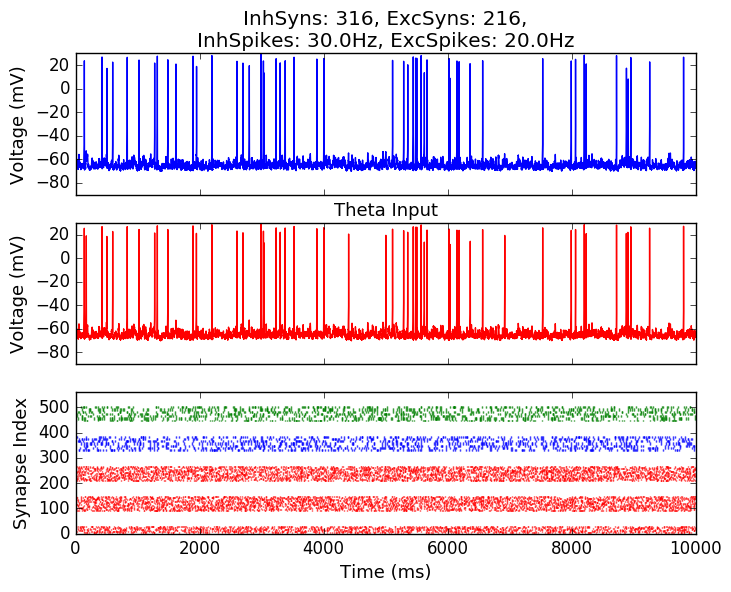 InhSyns: 316, ExcSyns: 216,
InhSpikes: 30.0Hz, ExcSpikes: 20.0Hz
Voltage (mV)
20
0
−20
−40
−60
−80
Theta Input
Voltage (mV)
20
0
−20
−40
−60
−80
Synapse Index
500
400
300
200
100
0
0 2000 4000 6000 8000 10000
Time (ms)